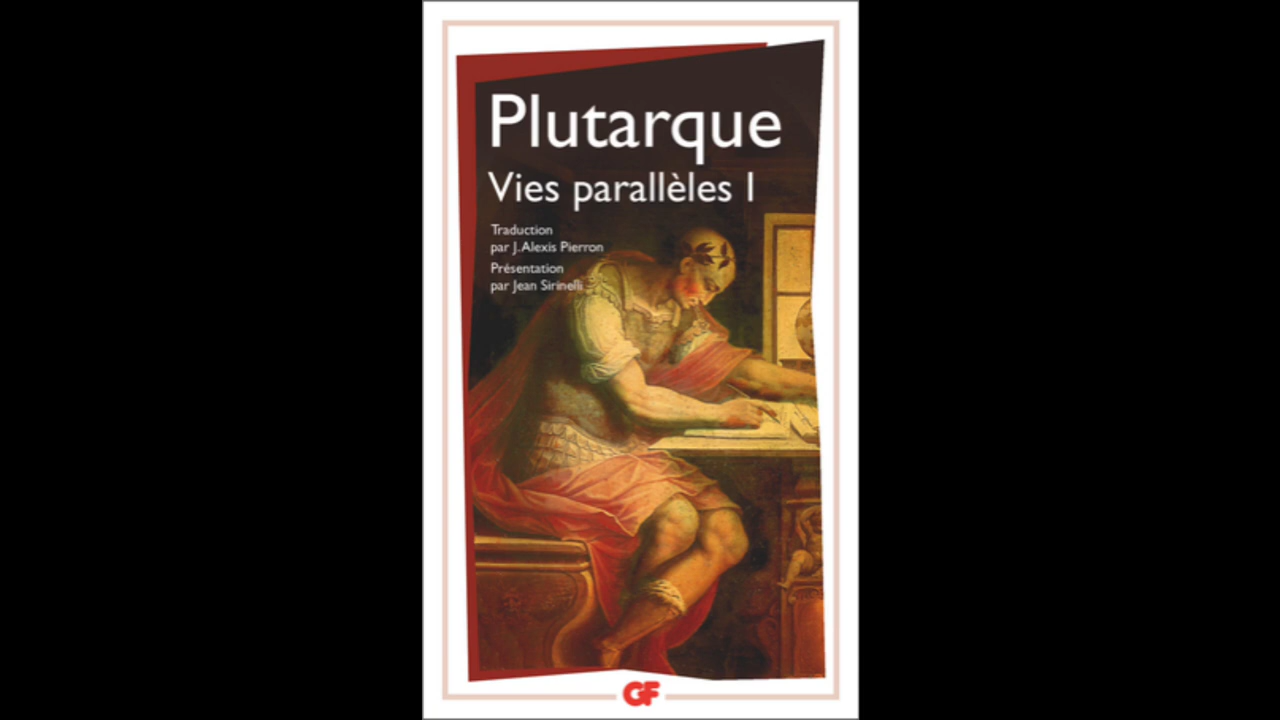 Plutarque
Vies parallèles I
Traduction
par J. Alexis Pierron
Présentation
par Jean Sirinelli
GF